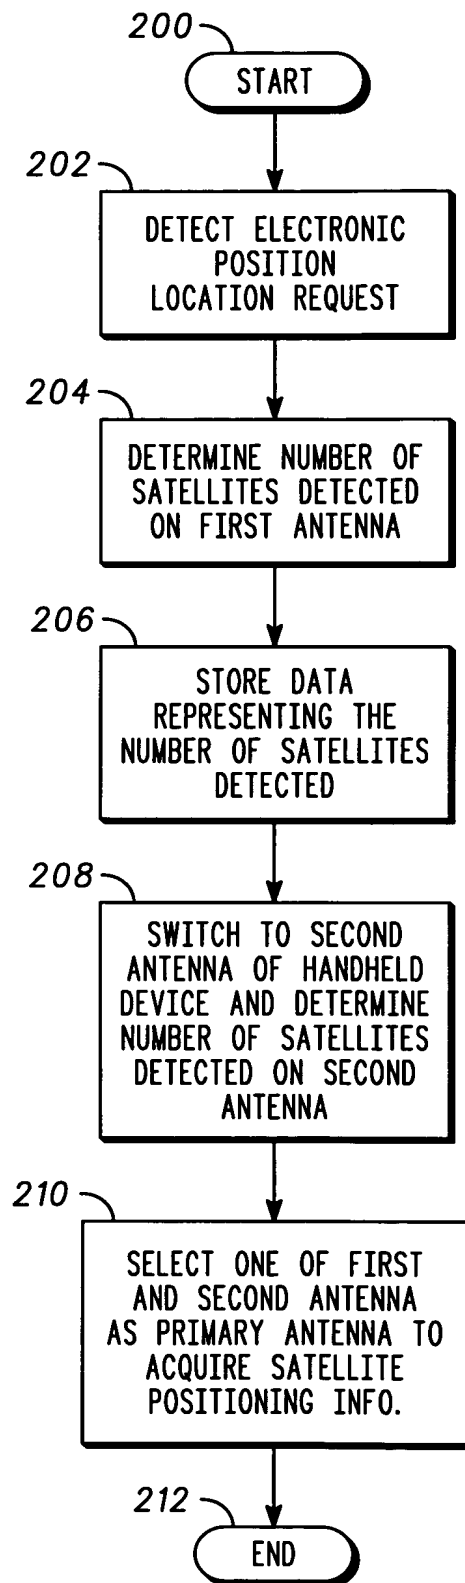 200
START
202
DETECT ELECTRONIC
POSITION
LOCATION REQUEST
204
DETERMINE NUMBER OF
SATELLITES DETECTED
ON FIRST ANTENNA
206
STORE DATA
REPRESENTING THE
NUMBER OF SATELLITES
DETECTED
208
SWITCH TO SECOND
ANTENNA OF HANDHELD
DEVICE AND DETERMINE
NUMBER OF SATELLITES
DETECTED ON SECOND
ANTENNA
210
SELECT ONE OF FIRST
AND SECOND ANTENNA
AS PRIMARY ANTENNA TO
ACQUIRE SATELLITE
POSITIONING INFO.
212
END